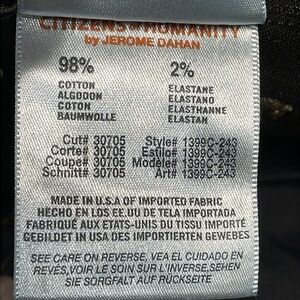 CITIZENS of HUMANITY
by JEROME DAHAN
98% 2%
COTTON ELASTANE
ALGODON ELASTANO
COTON ELASTHANNE
BAUMWOLLE ELASTAN
Cut# 30705 Style# 1399C-243
Corte# 30705 Estilo# 1399C-243
Coupe# 30705 Modele# 1399C-243
Schnitt# 30705 Art# 1399C-243
MADE IN U.S.A OF IMPORTED FABRIC
HECHO EN LOS EE.UU DE TELA IMPORTADA
FABRIQUÉ AUX ETATS-UNIS DU TISSU IMPORTÉ
GEBILDET IN USA DES IMPORTIERTEN GEWEBES
SEE CARE ON REVERSE. VEA EL CUIDADO EN
REVES,VOIR LE SOIN SUR L'INVERSE,SEHEN
SIE SORGFALT AUF RÜCKSEITE